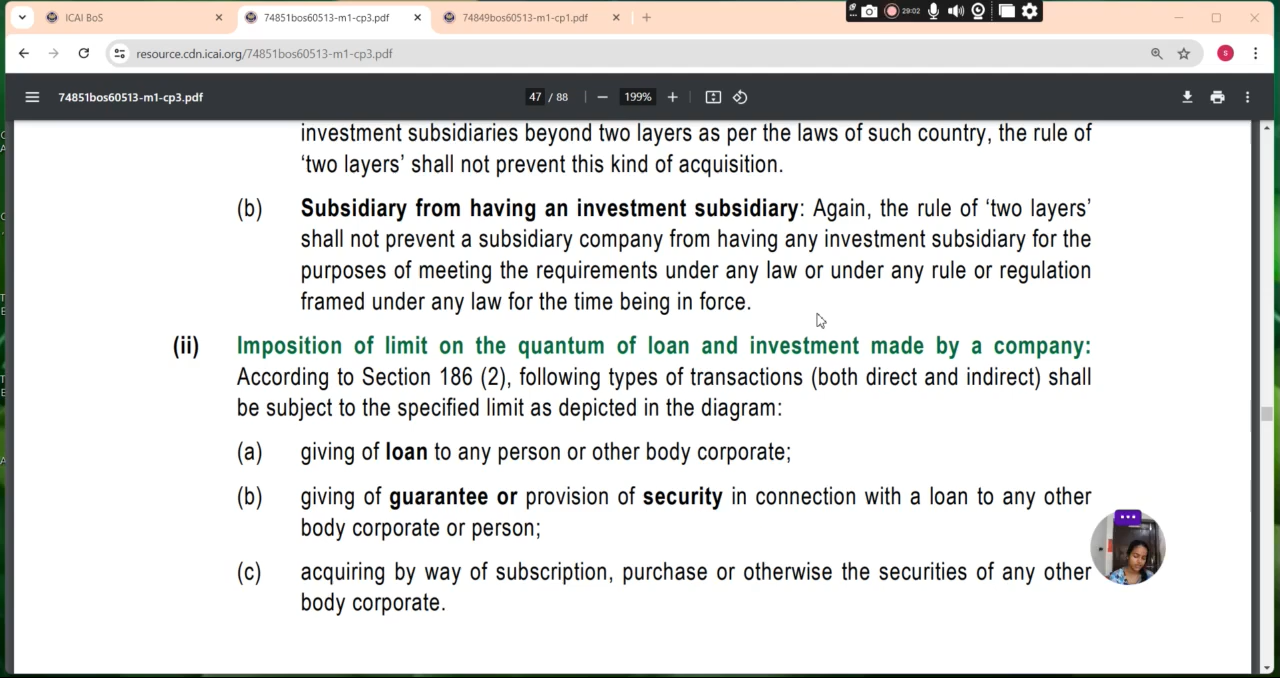 ICAI BoS
74851bos60513-m1-cp3.pdf
74849bos60513-m1-cp1.pdf
29:02
resource.cdn.icai.org/74851bos60513-m1-cp3.pdf
S
74851bos60513-m1-cp3.pdf
47 / 88
199%
investment subsidiaries beyond two layers as per the laws of such country, the rule of
‘two layers’ shall not prevent this kind of acquisition.
(b) Subsidiary from having an investment subsidiary: Again, the rule of ‘two layers’
shall not prevent a subsidiary company from having any investment subsidiary for the
purposes of meeting the requirements under any law or under any rule or regulation
framed under any law for the time being in force.
(ii) Imposition of limit on the quantum of loan and investment made by a company:
According to Section 186 (2), following types of transactions (both direct and indirect) shall
be subject to the specified limit as depicted in the diagram:
(a) giving of loan to any person or other body corporate;
(b) giving of guarantee or provision of security in connection with a loan to any other
body corporate or person;
(c) acquiring by way of subscription, purchase or otherwise the securities of any other
body corporate.